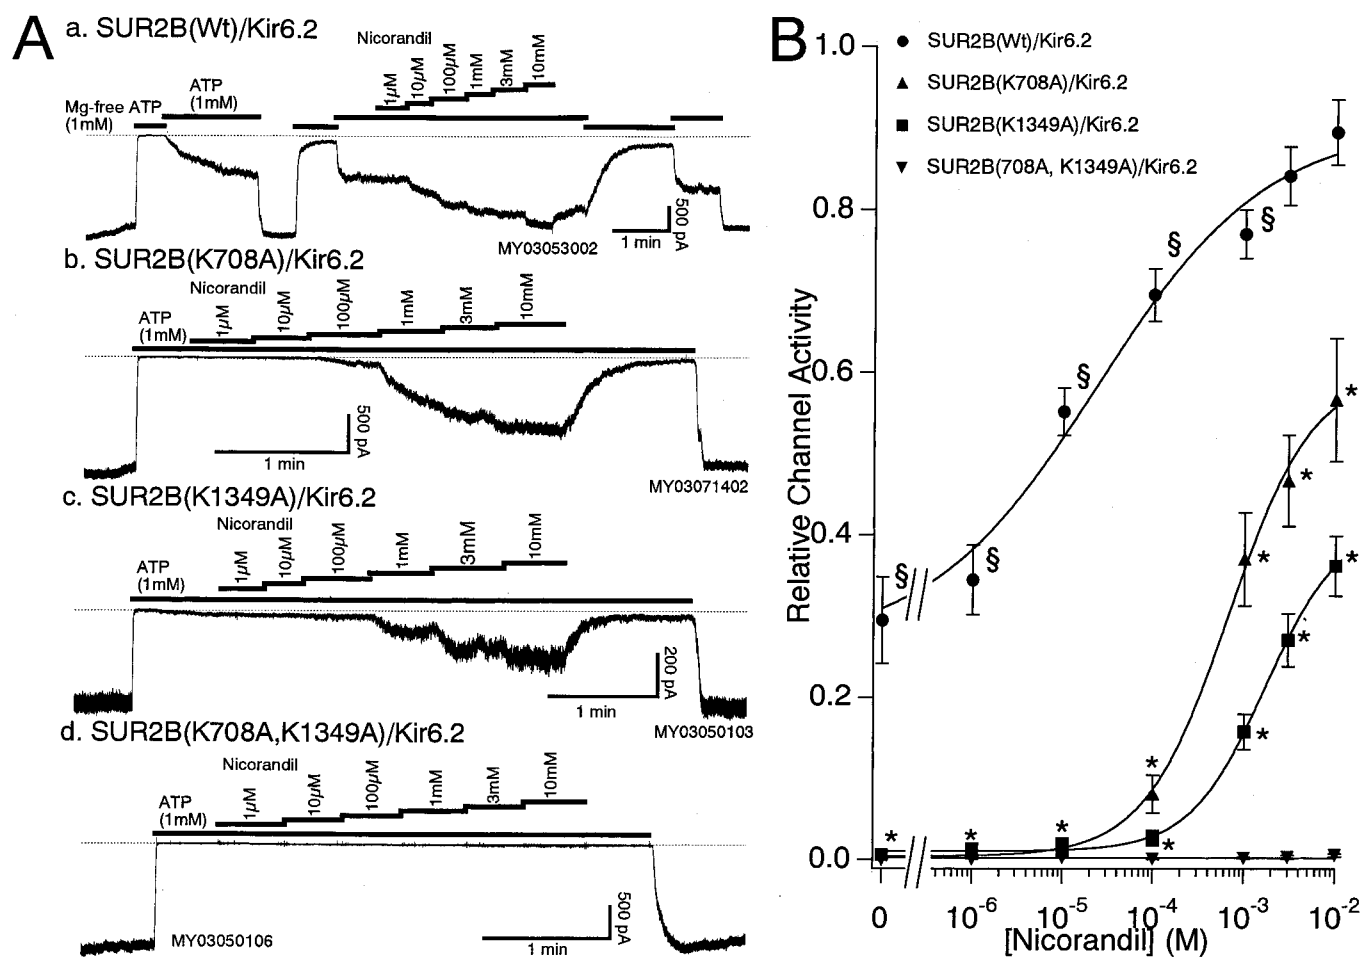 A
a. SUR2B(Wt)/Kir6.2
Nicorandil
1μM
10μM
100μM
1mM
3mM
10mM
ATP
(1mM)
Mg-free ATP
(1mM)
500 pA
1 min
MY03053002
b. SUR2B(K708A)/Kir6.2
Nicorandil
1μM
10μM
100μM
1mM
3mM
10mM
ATP
(1mM)
500 pA
1 min
MY03071402
c. SUR2B(K1349A)/Kir6.2
Nicorandil
1μM
10μM
100μM
1mM
3mM
10mM
ATP
(1mM)
200 pA
1 min
MY03050103
d. SUR2B(K708A,K1349A)/Kir6.2
Nicorandil
1μM
10μM
100μM
1mM
3mM
10mM
ATP
(1mM)
500 pA
1 min
MY03050106
B
SUR2B(Wt)/Kir6.2
SUR2B(K708A)/Kir6.2
SUR2B(K1349A)/Kir6.2
SUR2B(708A, K1349A)/Kir6.2
Relative Channel Activity
1.0
0.8
0.6
0.4
0.2
0.0
§
§
§
§
§
*
*
*
*
*
*
*
*
*
*
*
0 10⁻⁶ 10⁻⁵ 10⁻⁴ 10⁻³ 10⁻²
[Nicorandil] (M)